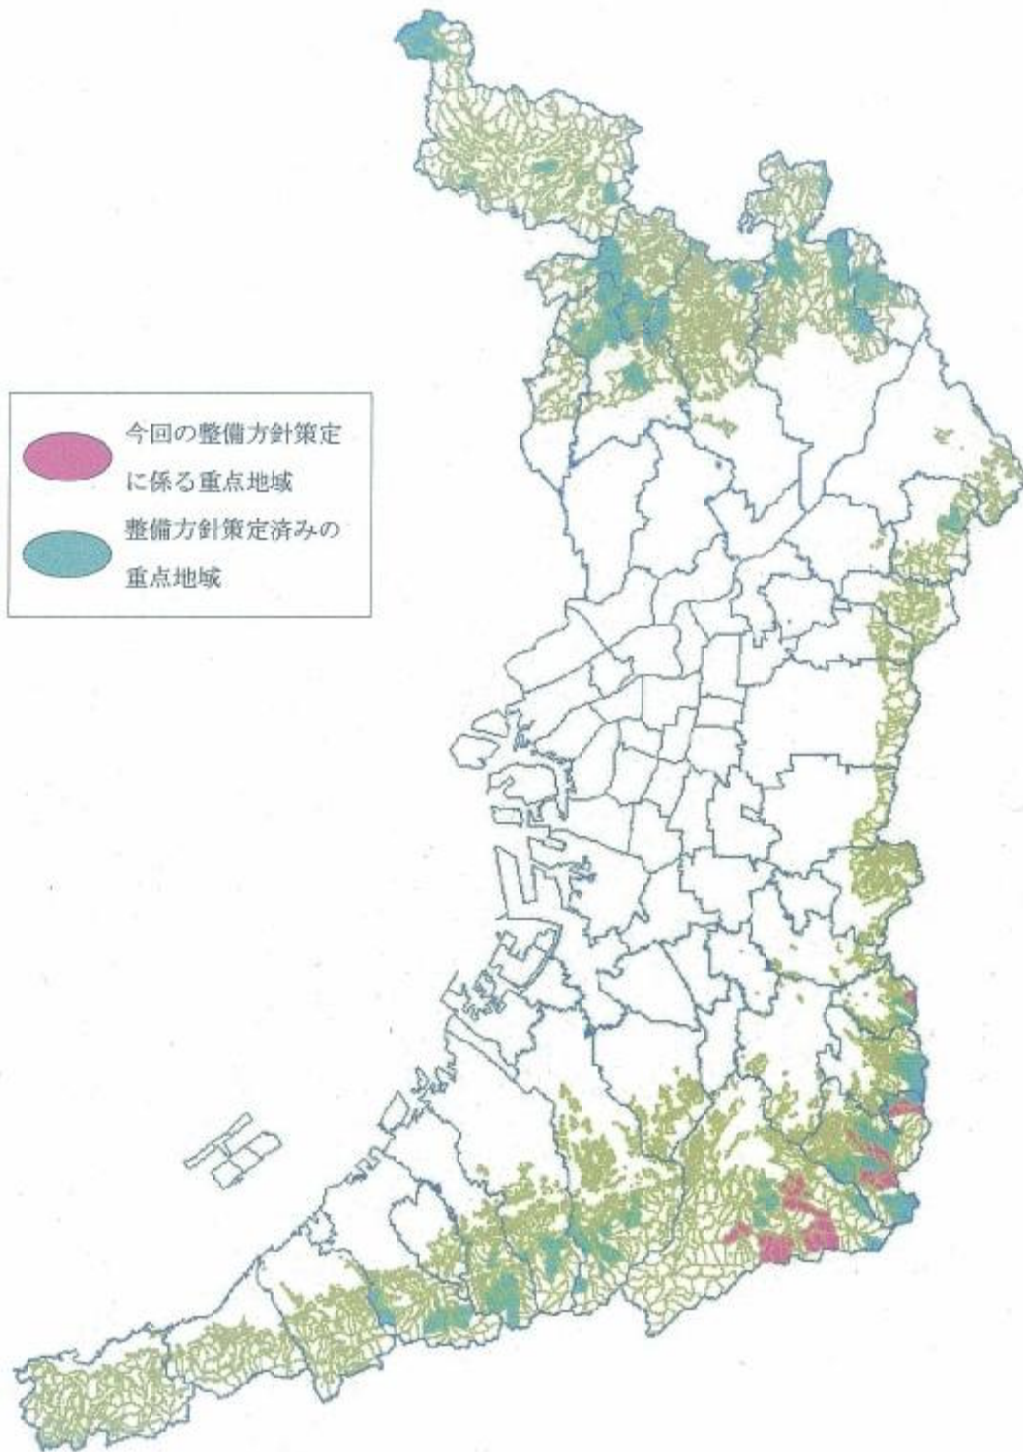 今回の整備方針策定
に係る重点地域
整備方針策定済みの
重点地域